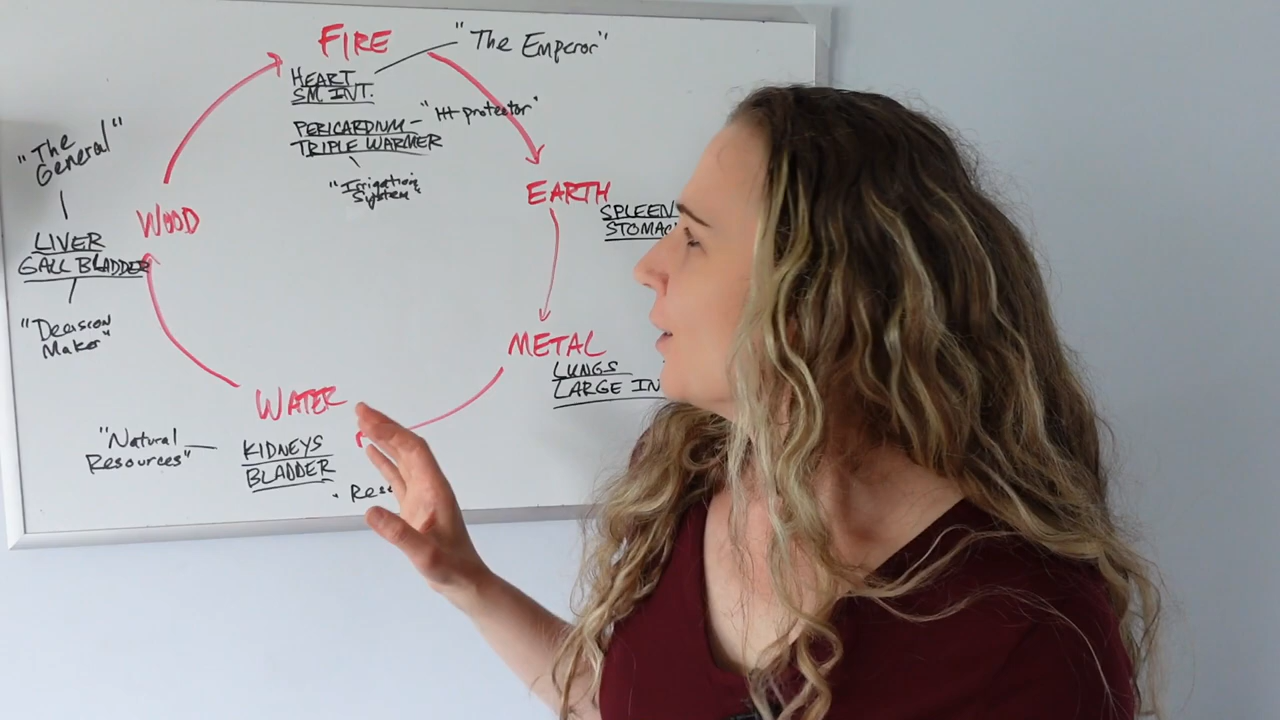 FIRE
"The Emperor"
HEART
SM INT.
PERICARDIUM - "Ht protector"
TRIPLE WARMER
"Irrigation
System"
"The
General"
WOOD
LIVER
GALL BLADDER
"Decision
Maker"
EARTH
SPLEEN
METAL
LUNGS
LARGE
WATER
"Natural
Resources"
KIDNEYS
BLADDER